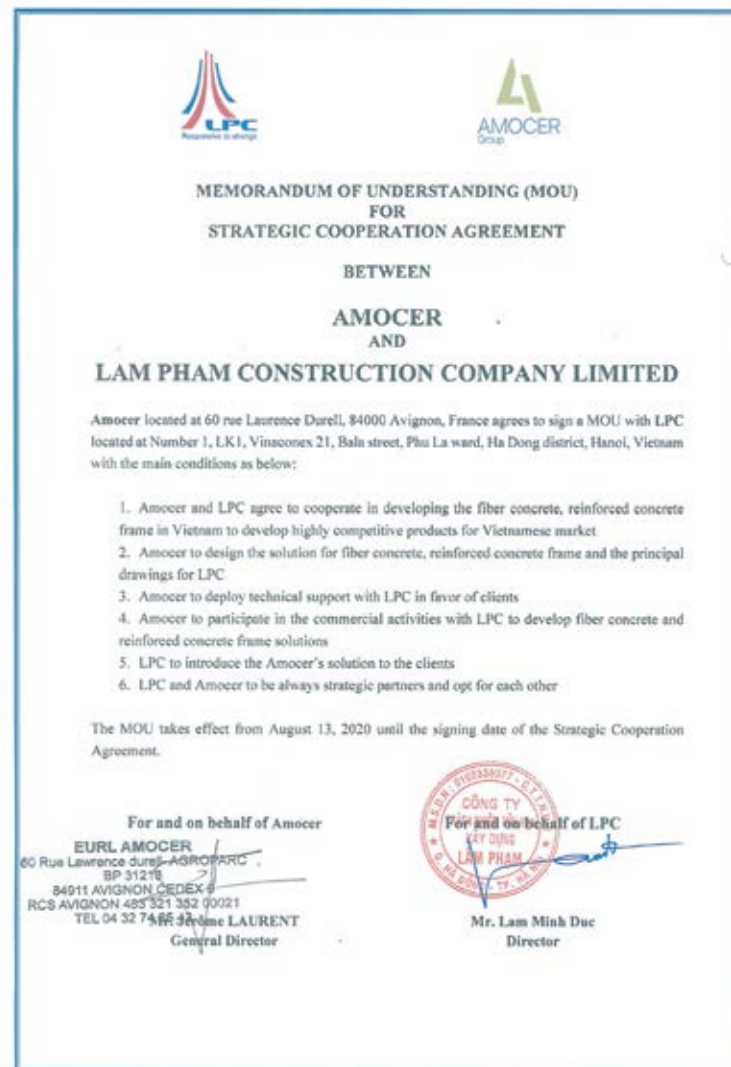 LPC
Responsive to change
AMOCER
Group
MEMORANDUM OF UNDERSTANDING (MOU)
FOR
STRATEGIC COOPERATION AGREEMENT
BETWEEN
AMOCER
AND
LAM PHAM CONSTRUCTION COMPANY LIMITED
Amocer located at 60 rue Laurence Durell, 84000 Avignon, France agrees to sign a MOU with LPC
located at Number 1, LK1, Vinaconex 21, Bala street, Phu La ward, Ha Dong district, Hanoi, Vietnam
with the main conditions as below:
1. Amocer and LPC agree to cooperate in developing the fiber concrete, reinforced concrete
frame in Vietnam to develop highly competitive products for Vietnamese market
2. Amocer to design the solution for fiber concrete, reinforced concrete frame and the principal
drawings for LPC
3. Amocer to deploy technical support with LPC in favor of clients
4. Amocer to participate in the commercial activities with LPC to develop fiber concrete and
reinforced concrete frame solutions
5. LPC to introduce the Amocer's solution to the clients
6. LPC and Amocer to be always strategic partners and opt for each other
The MOU takes effect from August 13, 2020 until the signing date of the Strategic Cooperation
Agreement.
For and on behalf of Amocer
EURL AMOCER
60 Rue Lawrence durell AGROPARC
BP 31218
84911 AVIGNON CEDEX 9
RCS AVIGNON 483 321 352 00021
TEL 04 32 74
Mr. Jérôme LAURENT
General Director
CÔNG TY
XÂY DỰNG
LÂM PHẠM
Q. HÀ ĐÔNG - TP. HÀ NỘI
For and on behalf of LPC
Mr. Lam Minh Duc
Director